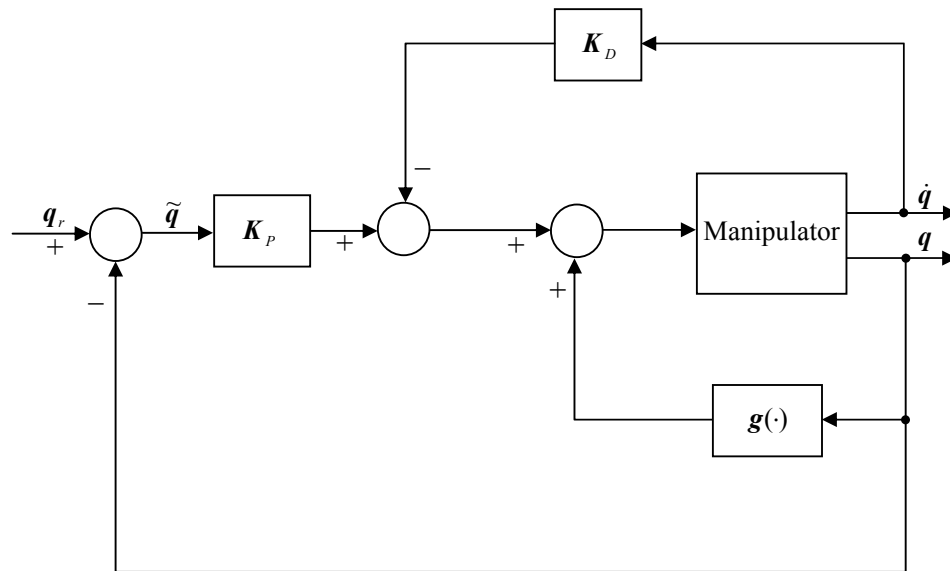 K_D
−
q_r
+
−
q̃
K_P
+
+
+
Manipulator
q̇
q
g(·)